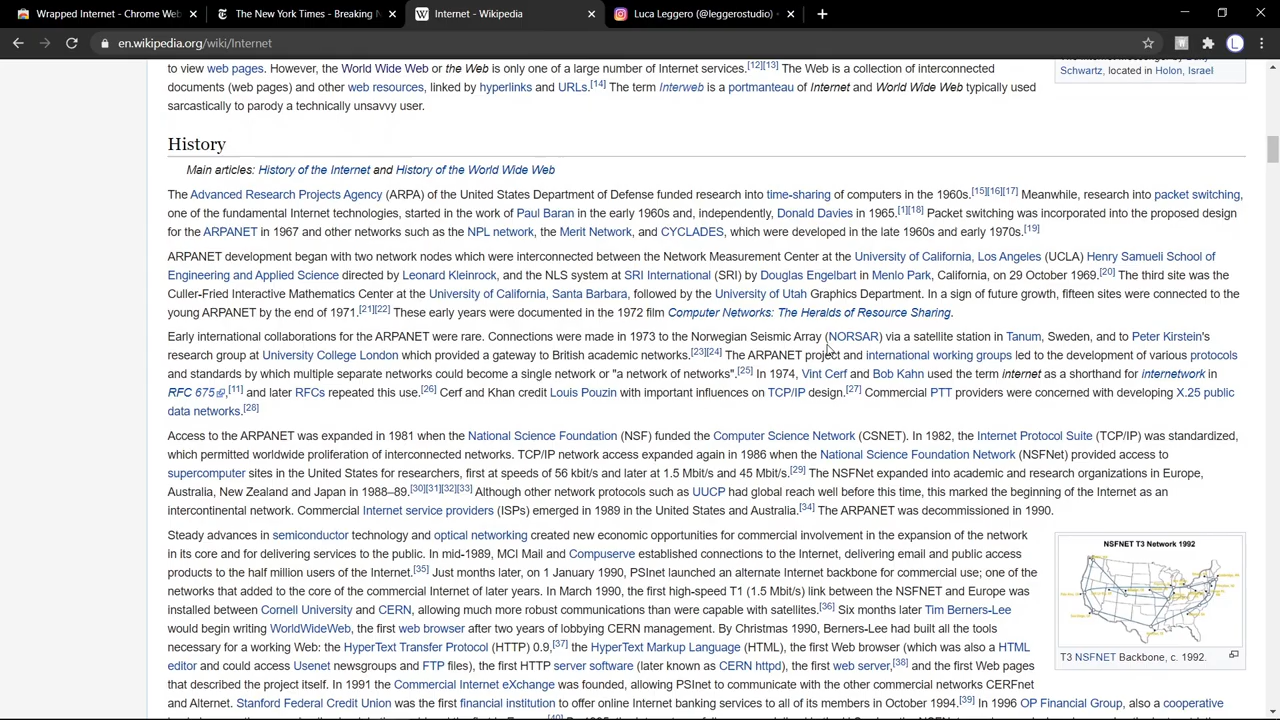 Wrapped Internet - Chrome Web
The New York Times - Breaking N
Internet - Wikipedia
Luca Leggero (@leggerostudio) •
en.wikipedia.org/wiki/Internet
L
to view web pages. However, the World Wide Web or the Web is only one of a large number of Internet services.[12][13] The Web is a collection of interconnected
documents (web pages) and other web resources, linked by hyperlinks and URLs.[14] The term Interweb is a portmanteau of Internet and World Wide Web typically used
sarcastically to parody a technically unsavvy user.
Schwartz, located in Holon, Israel
History
Main articles: History of the Internet and History of the World Wide Web
The Advanced Research Projects Agency (ARPA) of the United States Department of Defense funded research into time-sharing of computers in the 1960s.[15][16][17] Meanwhile, research into packet switching,
one of the fundamental Internet technologies, started in the work of Paul Baran in the early 1960s and, independently, Donald Davies in 1965.[1][18] Packet switching was incorporated into the proposed design
for the ARPANET in 1967 and other networks such as the NPL network, the Merit Network, and CYCLADES, which were developed in the late 1960s and early 1970s.[19]
ARPANET development began with two network nodes which were interconnected between the Network Measurement Center at the University of California, Los Angeles (UCLA) Henry Samueli School of
Engineering and Applied Science directed by Leonard Kleinrock, and the NLS system at SRI International (SRI) by Douglas Engelbart in Menlo Park, California, on 29 October 1969.[20] The third site was the
Culler-Fried Interactive Mathematics Center at the University of California, Santa Barbara, followed by the University of Utah Graphics Department. In a sign of future growth, fifteen sites were connected to the
young ARPANET by the end of 1971.[21][22] These early years were documented in the 1972 film Computer Networks: The Heralds of Resource Sharing.
Early international collaborations for the ARPANET were rare. Connections were made in 1973 to the Norwegian Seismic Array (NORSAR) via a satellite station in Tanum, Sweden, and to Peter Kirstein's
research group at University College London which provided a gateway to British academic networks.[23][24] The ARPANET project and international working groups led to the development of various protocols
and standards by which multiple separate networks could become a single network or "a network of networks".[25] In 1974, Vint Cerf and Bob Kahn used the term internet as a shorthand for internetwork in
RFC 675,[11] and later RFCs repeated this use.[26] Cerf and Khan credit Louis Pouzin with important influences on TCP/IP design.[27] Commercial PTT providers were concerned with developing X.25 public
data networks.[28]
Access to the ARPANET was expanded in 1981 when the National Science Foundation (NSF) funded the Computer Science Network (CSNET). In 1982, the Internet Protocol Suite (TCP/IP) was standardized,
which permitted worldwide proliferation of interconnected networks. TCP/IP network access expanded again in 1986 when the National Science Foundation Network (NSFNet) provided access to
supercomputer sites in the United States for researchers, first at speeds of 56 kbit/s and later at 1.5 Mbit/s and 45 Mbit/s.[29] The NSFNet expanded into academic and research organizations in Europe,
Australia, New Zealand and Japan in 1988–89.[30][31][32][33] Although other network protocols such as UUCP had global reach well before this time, this marked the beginning of the Internet as an
intercontinental network. Commercial Internet service providers (ISPs) emerged in 1989 in the United States and Australia.[34] The ARPANET was decommissioned in 1990.
Steady advances in semiconductor technology and optical networking created new economic opportunities for commercial involvement in the expansion of the network
in its core and for delivering services to the public. In mid-1989, MCI Mail and Compuserve established connections to the Internet, delivering email and public access
products to the half million users of the Internet.[35] Just months later, on 1 January 1990, PSInet launched an alternate Internet backbone for commercial use; one of the
networks that added to the core of the commercial Internet of later years. In March 1990, the first high-speed T1 (1.5 Mbit/s) link between the NSFNET and Europe was
installed between Cornell University and CERN, allowing much more robust communications than were capable with satellites.[36] Six months later Tim Berners-Lee
would begin writing WorldWideWeb, the first web browser after two years of lobbying CERN management. By Christmas 1990, Berners-Lee had built all the tools
necessary for a working Web: the HyperText Transfer Protocol (HTTP) 0.9,[37] the HyperText Markup Language (HTML), the first Web browser (which was also a HTML
editor and could access Usenet newsgroups and FTP files), the first HTTP server software (later known as CERN httpd), the first web server,[38] and the first Web pages
that described the project itself. In 1991 the Commercial Internet eXchange was founded, allowing PSInet to communicate with the other commercial networks CERFnet
and Alternet. Stanford Federal Credit Union was the first financial institution to offer online Internet banking services to all of its members in October 1994.[39] In 1996 OP Financial Group, also a cooperative
NSFNET T3 Network 1992
T3 NSFNET Backbone, c. 1992.